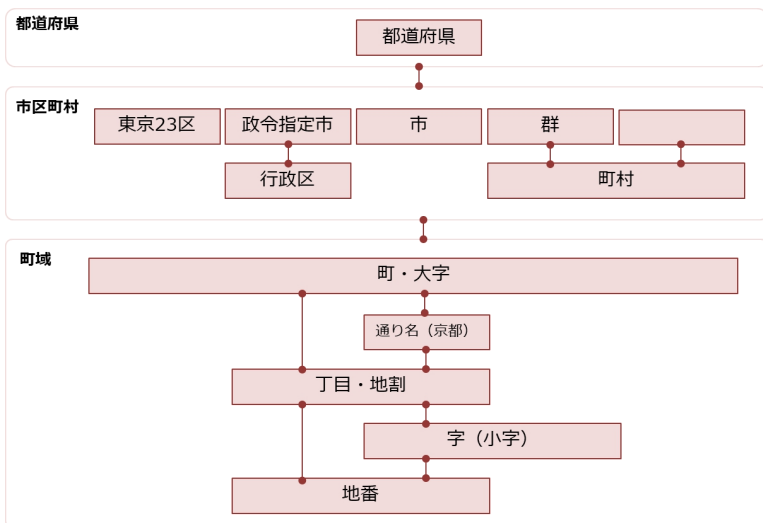 都道府県
都道府県
市区町村
東京23区
政令指定市
市
群
行政区
町村
町域
町・大字
通り名（京都）
丁目・地割
字（小字）
地番